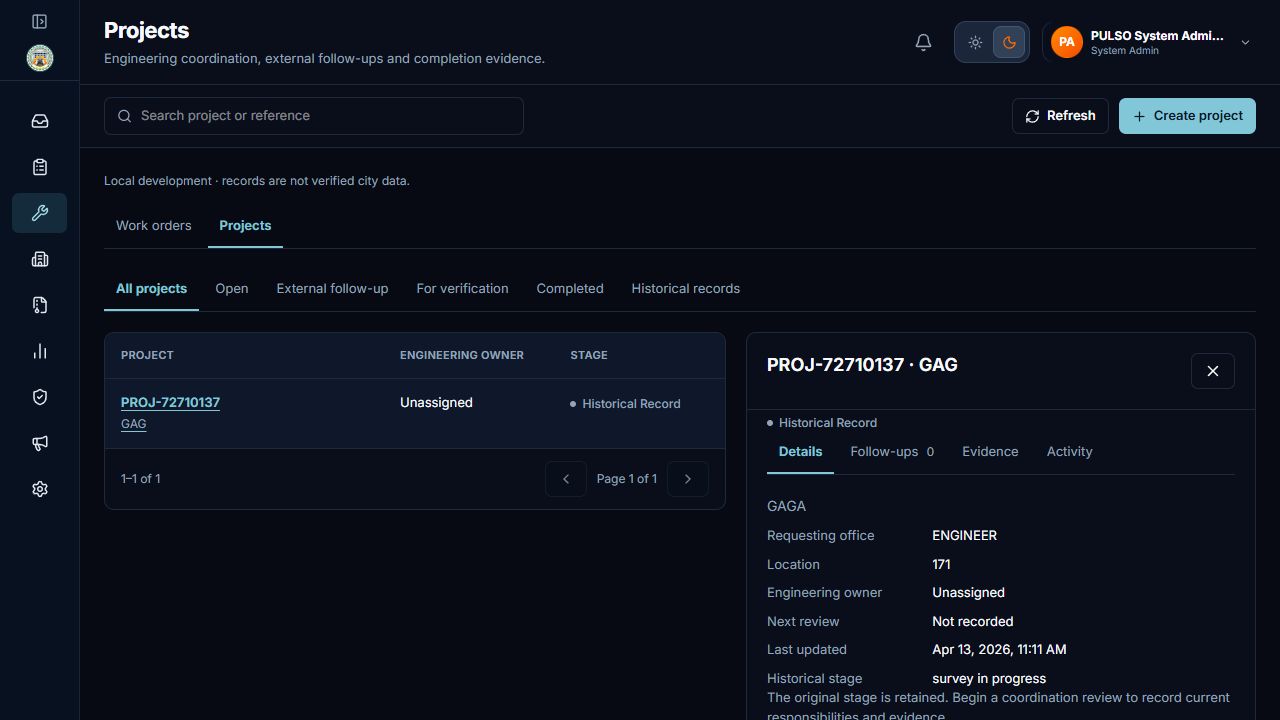 Projects
Engineering coordination, external follow-ups and completion evidence.
PA
PULSO System Admi...
System Admin
Search project or reference
Refresh
Create project
Local development · records are not verified city data.
Work orders
Projects
All projects
Open
External follow-up
For verification
Completed
Historical records
PROJECT
ENGINEERING OWNER
STAGE
PROJ-72710137
GAG
Unassigned
Historical Record
1–1 of 1
Page 1 of 1
PROJ-72710137 · GAG
Historical Record
Details
Follow-ups 0
Evidence
Activity
GAGA
Requesting office ENGINEER
Location 171
Engineering owner Unassigned
Next review Not recorded
Last updated Apr 13, 2026, 11:11 AM
Historical stage survey in progress
The original stage is retained. Begin a coordination review to record current
responsibilities and evidence.